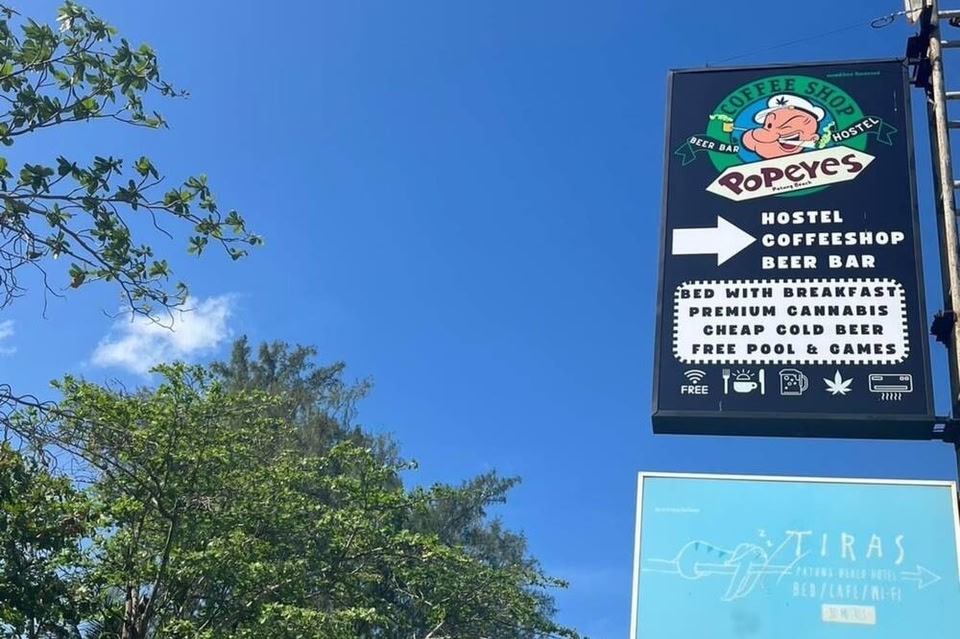 COFFEE SHOP
BEER BAR
HOSTEL
POPEYES
Patong Beach
HOSTEL
COFFEESHOP
BEER BAR
BED WITH BREAKFAST
PREMIUM CANNABIS
CHEAP COLD BEER
FREE POOL & GAMES
FREE
TIRAS
PATONG BEACH HOTEL
BED/CAFE/WI-FI